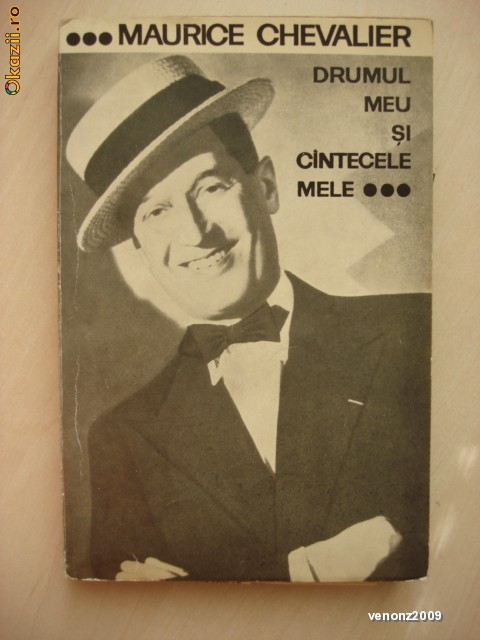 Okazii.ro
●●● MAURICE CHEVALIER
DRUMUL
MEU
ȘI
CÎNTECELE
MELE ●●●
venonz2009